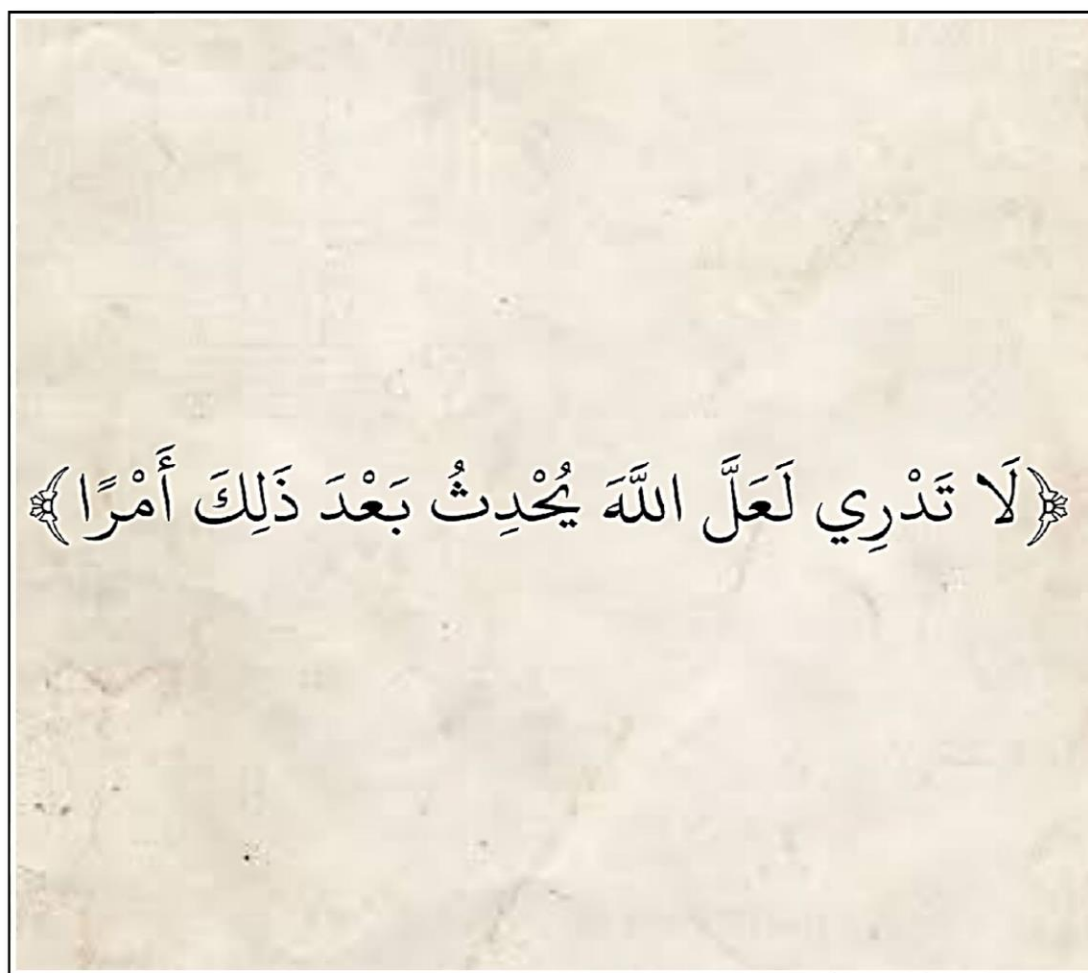 ﴿لَا تَدْرِي لَعَلَّ اللَّهَ يُحْدِثُ بَعْدَ ذَلِكَ أَمْرًا﴾